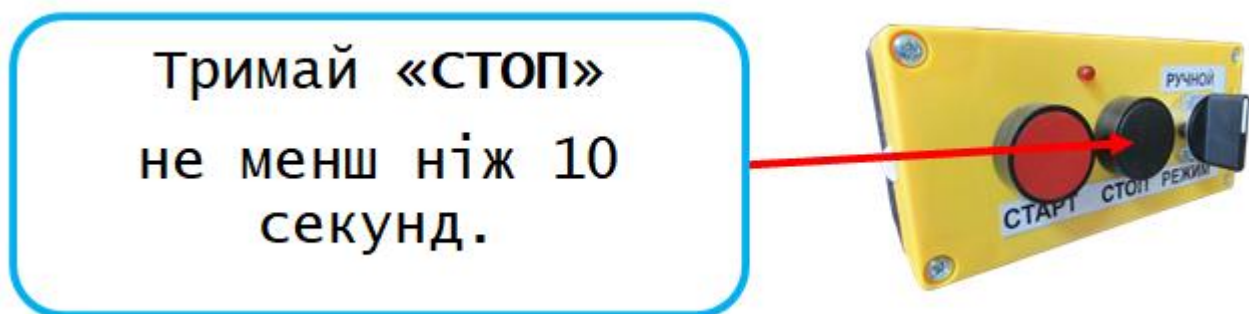 Тримай «СТОП»
не менш ніж 10
секунд.
РУЧНОЙ
СТАРТ СТОП РЕЖИМ